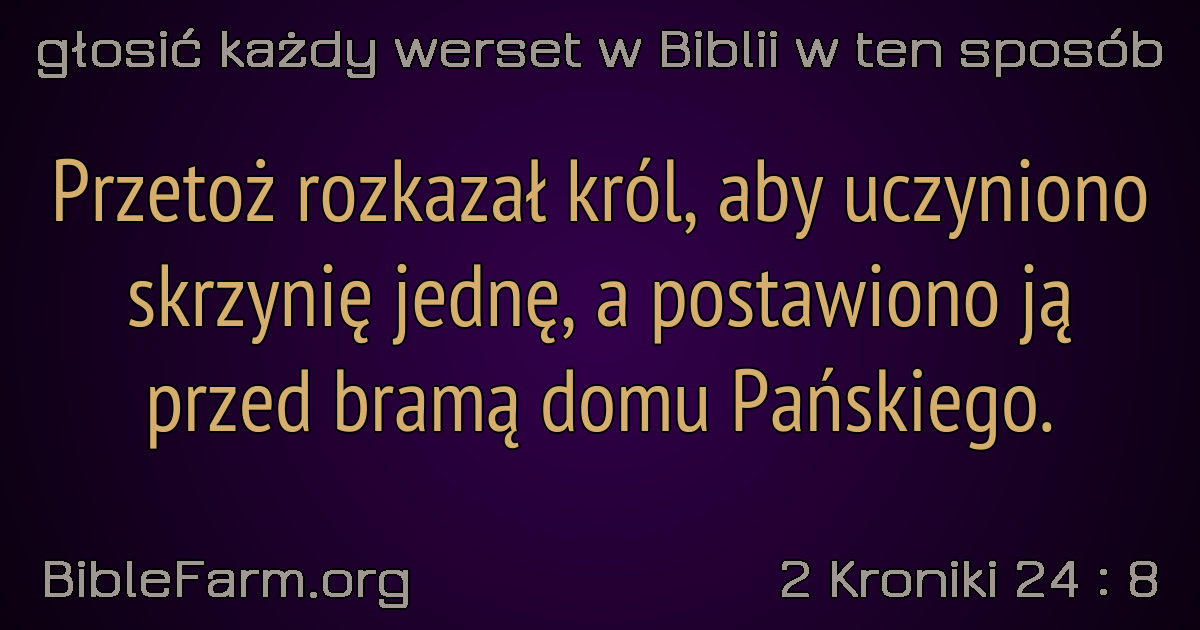 głosić każdy werset w Biblii w ten sposób
Przetoż rozkazał król, aby uczyniono
skrzynię jednę, a postawiono ją
przed bramą domu Pańskiego.
BibleFarm.org
2 Kroniki 24 : 8